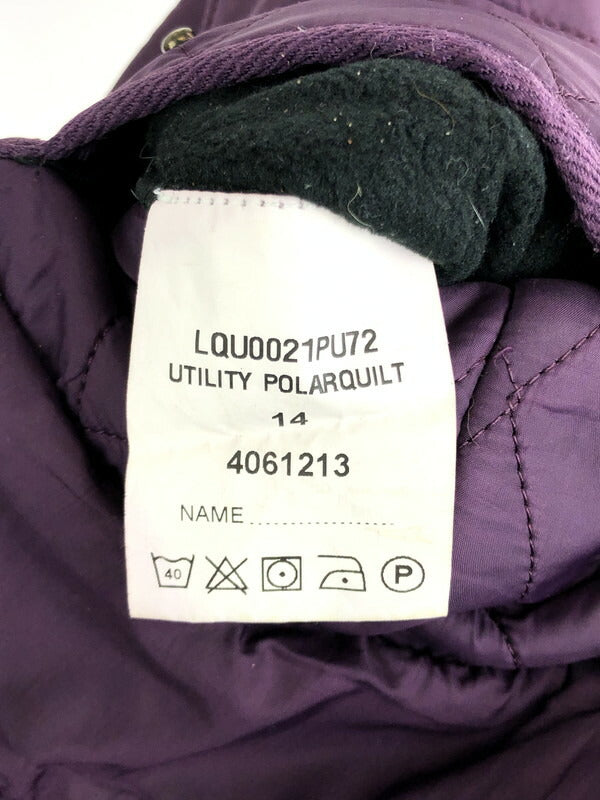 LQU0021PU72
UTILITY POLARQUILT
14
4061213
NAME....................
40 P